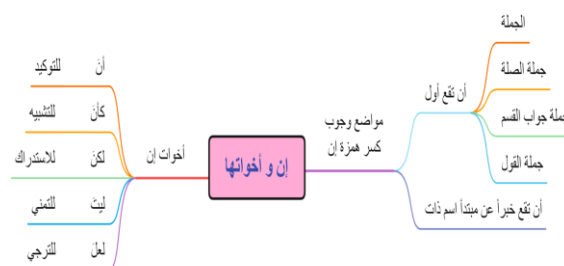 إن و أخواتها
مواضع وجوب
كسر همزة إن
أن تقع أول
الجملة
جملة الصلة
جملة جواب القسم
جملة القول
أن تقع خبراً عن مبتدأ اسم ذات
أخوات إن
أن للتوكيد
كأن للتشبيه
لكن للاستدراك
ليت للتمني
لعل للترجي